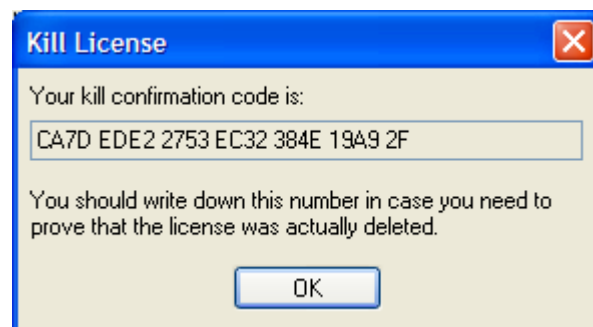 Kill License
Your kill confirmation code is:
CA7D EDE2 2753 EC32 384E 19A9 2F
You should write down this number in case you need to
prove that the license was actually deleted.
OK